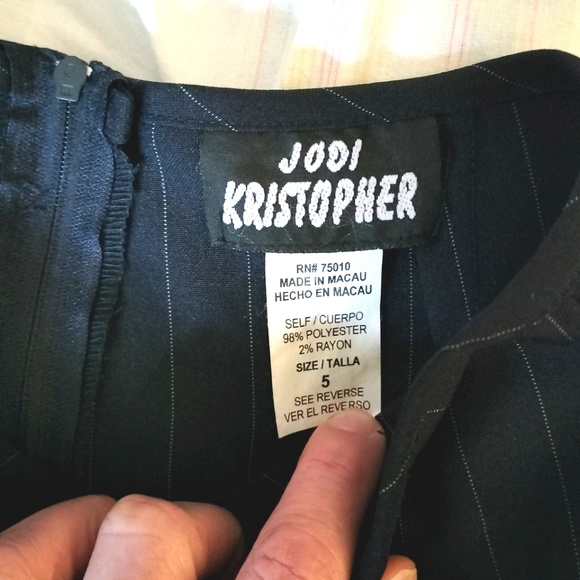 JODI
KRISTOPHER
RN# 75010
MADE IN MACAU
HECHO EN MACAU
SELF / CUERPO
98% POLYESTER
2% RAYON
SIZE / TALLA
5
SEE REVERSE
VER EL REVERSO